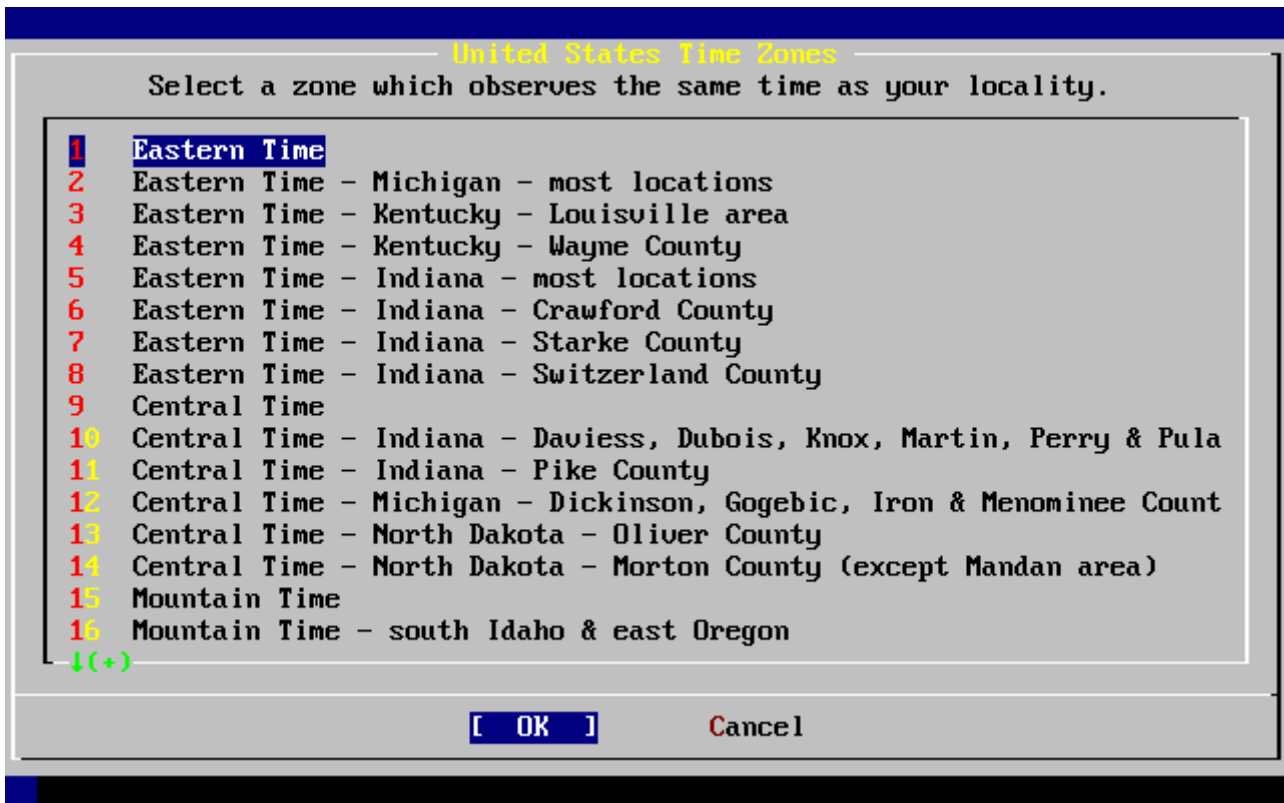 United States Time Zones
Select a zone which observes the same time as your locality.
1 Eastern Time
2 Eastern Time - Michigan - most locations
3 Eastern Time - Kentucky - Louisville area
4 Eastern Time - Kentucky - Wayne County
5 Eastern Time - Indiana - most locations
6 Eastern Time - Indiana - Crawford County
7 Eastern Time - Indiana - Starke County
8 Eastern Time - Indiana - Switzerland County
9 Central Time
10 Central Time - Indiana - Daviess, Dubois, Knox, Martin, Perry & Pula
11 Central Time - Indiana - Pike County
12 Central Time - Michigan - Dickinson, Gogebic, Iron & Menominee Count
13 Central Time - North Dakota - Oliver County
14 Central Time - North Dakota - Morton County (except Mandan area)
15 Mountain Time
16 Mountain Time - south Idaho & east Oregon
↓(+)
[ OK ] Cancel